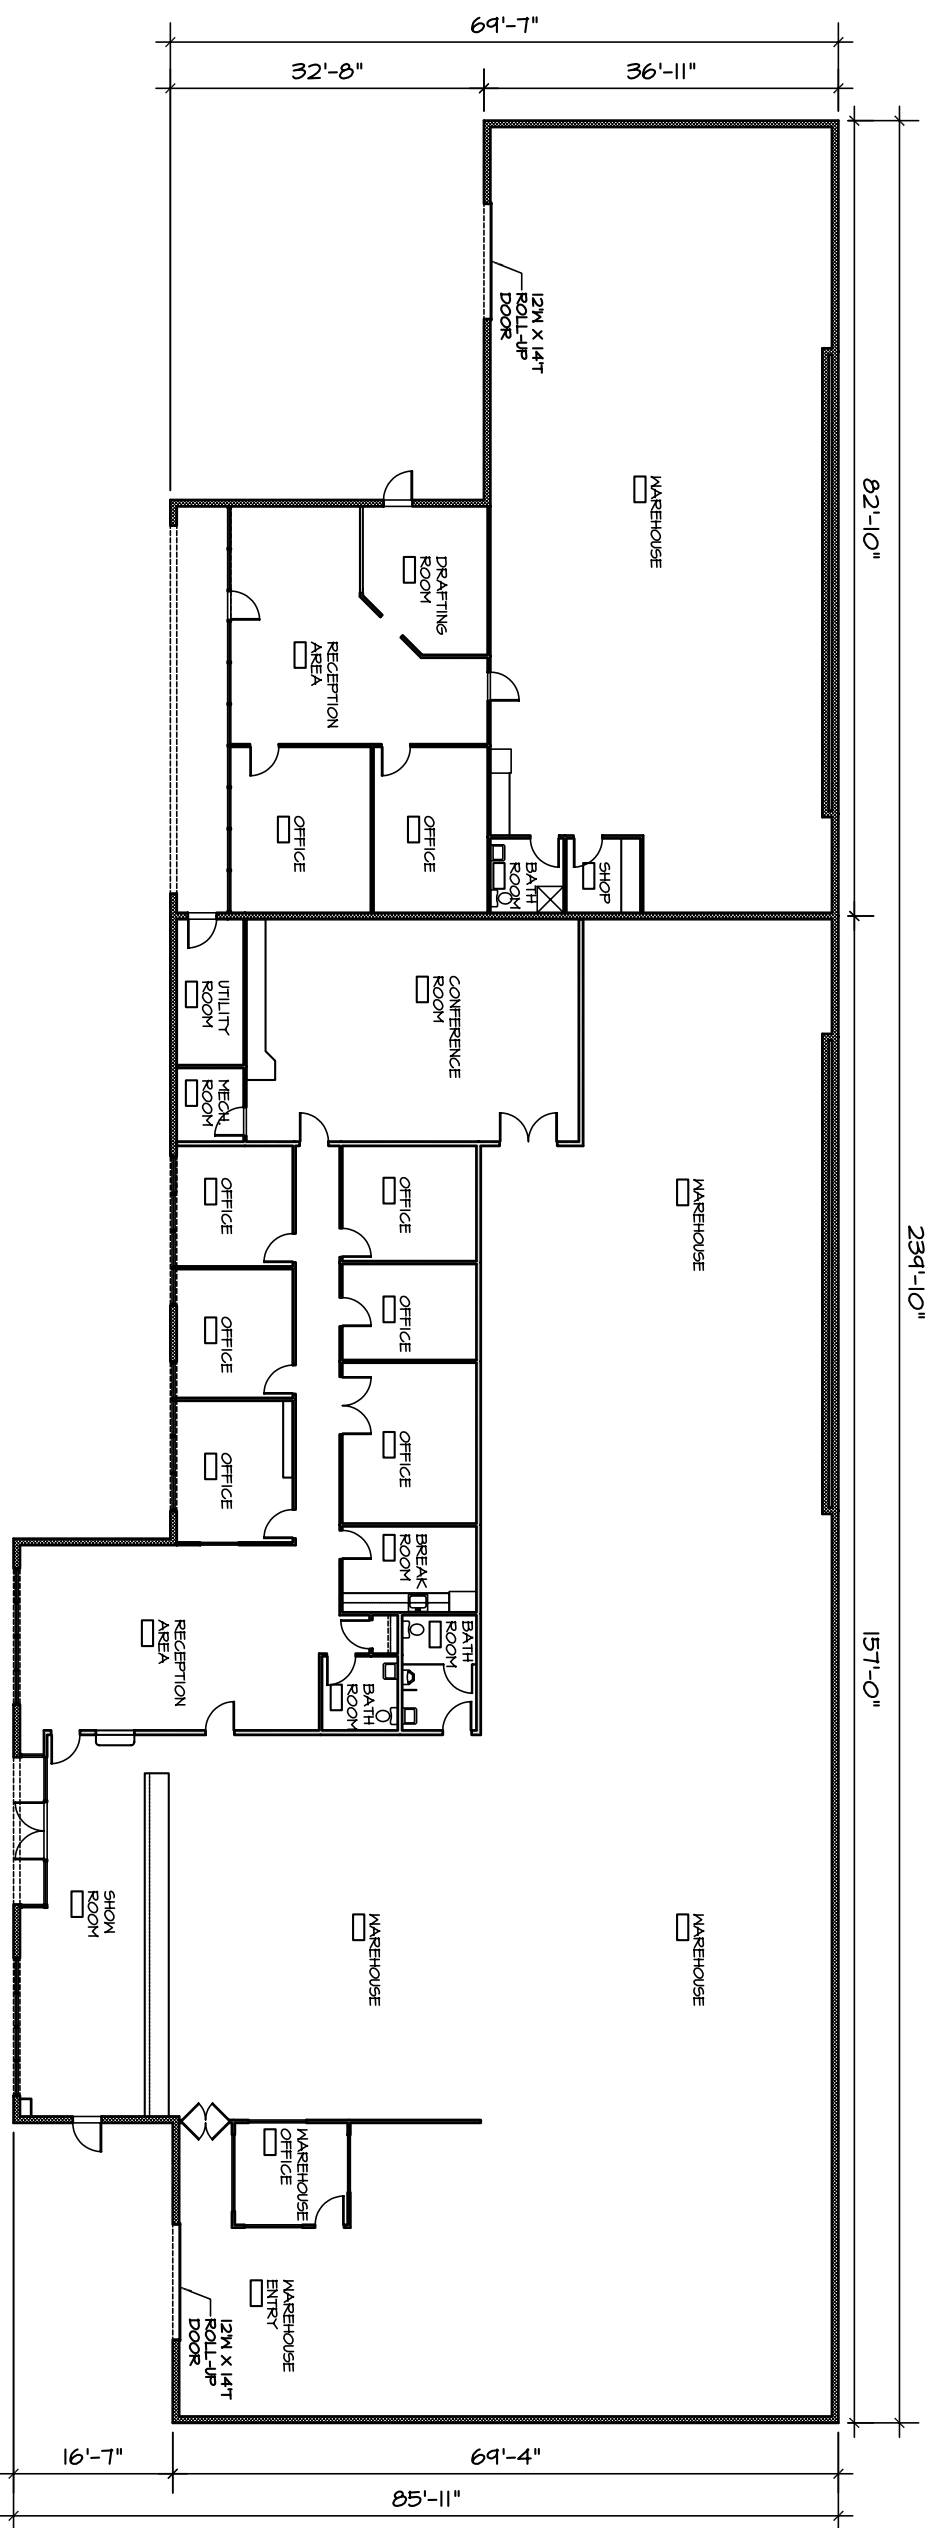 69'-7"
32'-8"
36'-11"
12'W X 14'T
ROLL-UP
DOOR
82'-10"
WAREHOUSE
DRAFTING
ROOM
RECEPTION
AREA
OFFICE
OFFICE
BATH
ROOM
SHOP
UTILITY
ROOM
CONFERENCE
ROOM
MECH.
ROOM
OFFICE
OFFICE
WAREHOUSE
239'-10"
OFFICE
OFFICE
OFFICE
OFFICE
BREAK
ROOM
RECEPTION
AREA
BATH
ROOM
BATH
ROOM
157'-0"
SHOW
ROOM
WAREHOUSE
WAREHOUSE
WAREHOUSE
OFFICE
WAREHOUSE
ENTRY
12'W X 14'T
ROLL-UP
DOOR
16'-7"
69'-4"
85'-11"